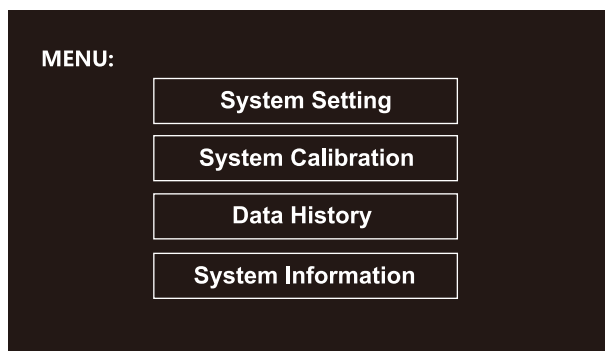 MENU:
System Setting
System Calibration
Data History
System Information